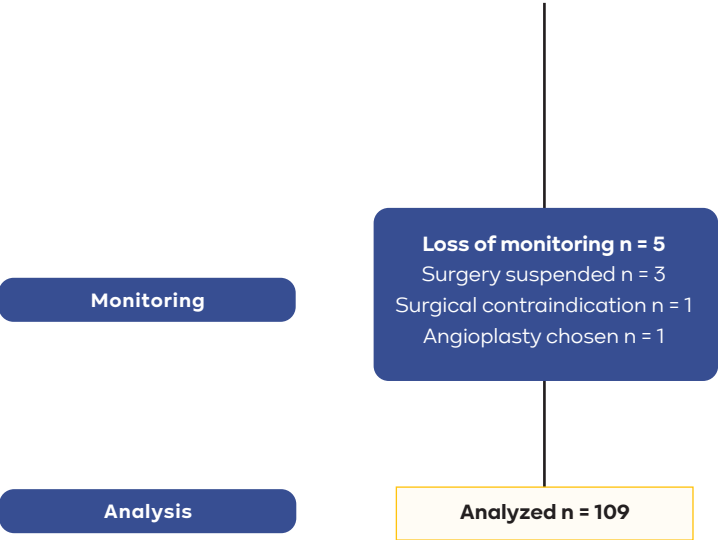 Loss of monitoring n = 5
Surgery suspended n = 3
Monitoring
Surgical contraindication n = 1
Angioplasty chosen n = 1
Analysis
Analyzed n = 109